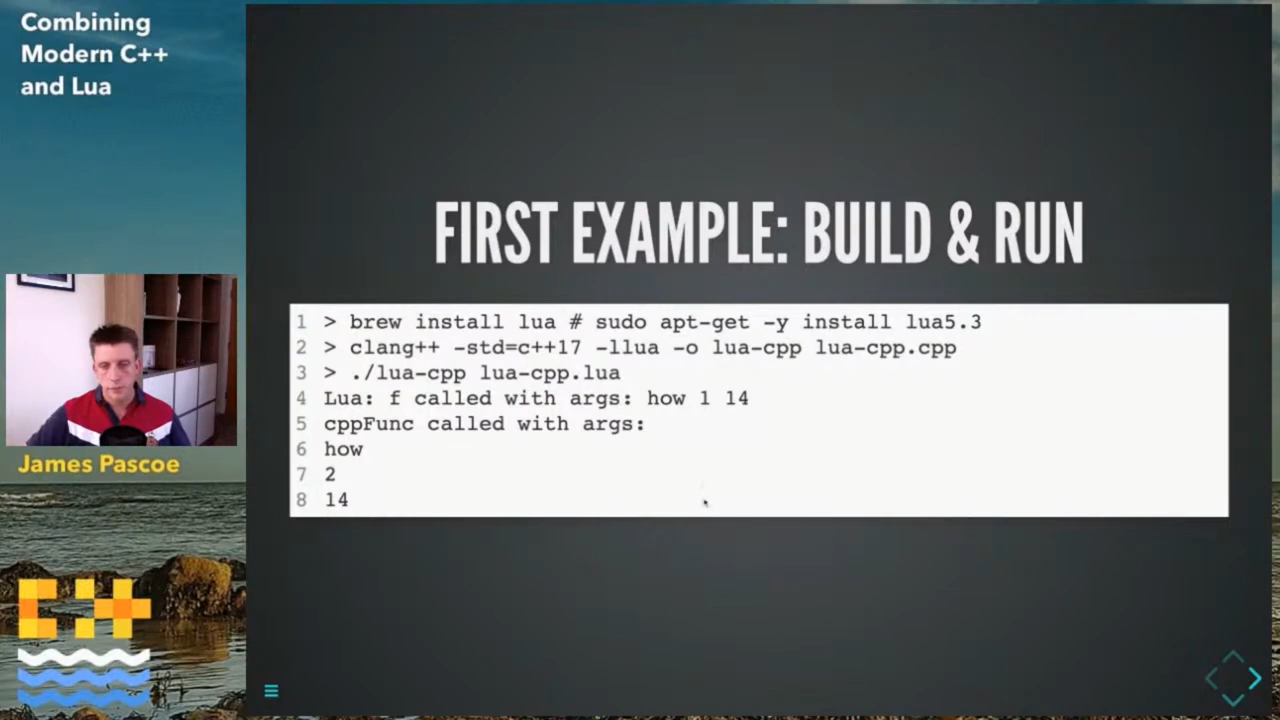 Combining
Modern C++
and Lua
FIRST EXAMPLE: BUILD & RUN
1 > brew install lua # sudo apt-get -y install lua5.3
2 > clang++ -std=c++17 -llua -o lua-cpp lua-cpp.cpp
3 > ./lua-cpp lua-cpp.lua
4 Lua: f called with args: how 1 14
5 cppFunc called with args:
6 how
7 2
8 14
James Pascoe
C++